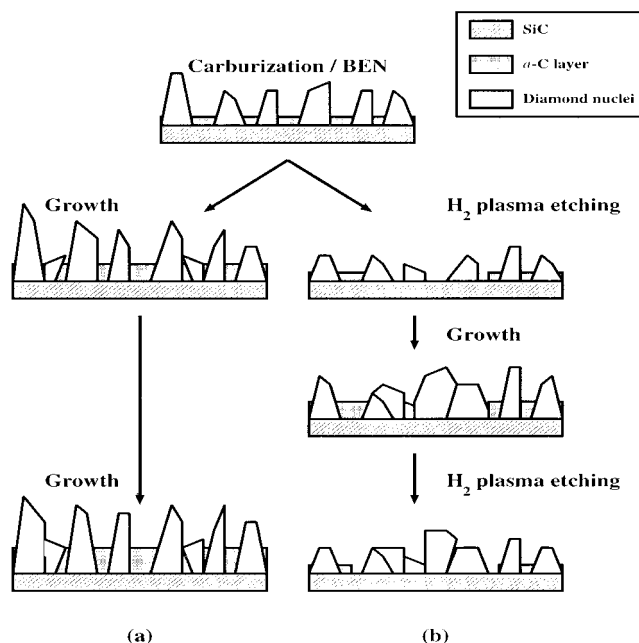 SiC
a-C layer
Diamond nuclei
Carburization / BEN
Growth
H2 plasma etching
Growth
Growth
H2 plasma etching
(a)
(b)